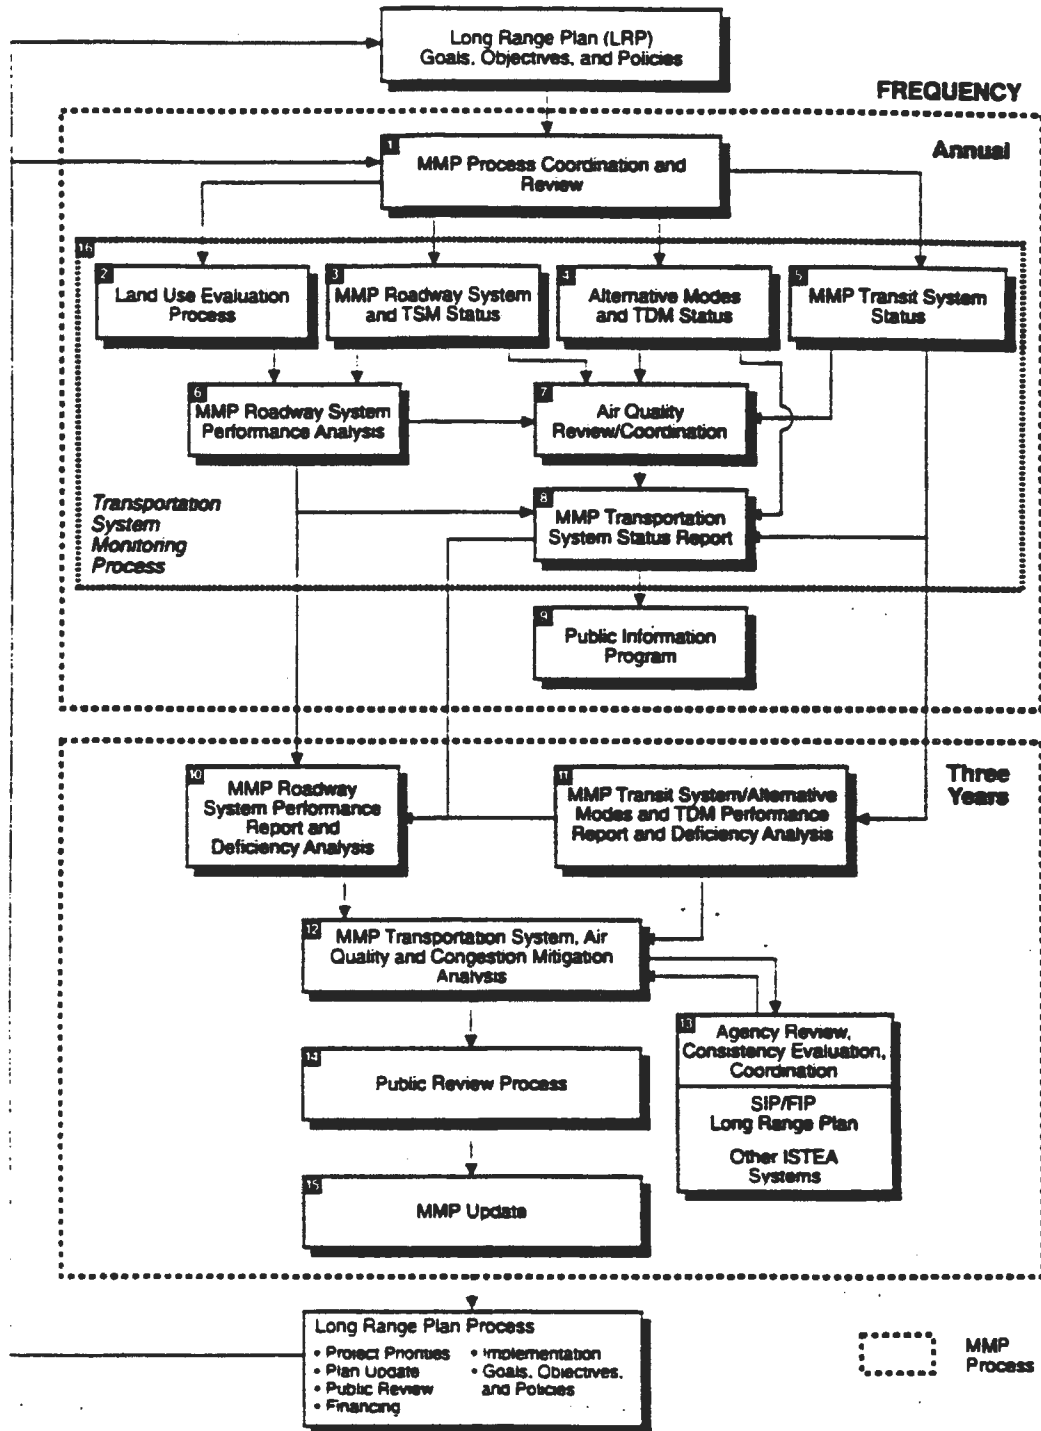 Long Range Plan (LRP)
Goals, Objectives, and Policies
FREQUENCY
Annual
1
MMP Process Coordination and
Review
16
2
Land Use Evaluation
Process
3
MMP Roadway System
and TSM Status
4
Alternative Modes
and TDM Status
5
MMP Transit System
Status
6
MMP Roadway System
Performance Analysis
7
Air Quality
Review/Coordination
8
MMP Transportation
System Status Report
Transportation
System
Monitoring
Process
9
Public Information
Program
Three
Years
10
MMP Roadway
System Performance
Report and
Deficiency Analysis
11
MMP Transit System/Alternative
Modes and TDM Performance
Report and Deficiency Analysis
12
MMP Transportation System, Air
Quality and Congestion Mitigation
Analysis
13
Agency Review,
Consistency Evaluation,
Coordination
SIP/FIP
Long Range Plan
Other ISTEA
Systems
14
Public Review Process
15
MMP Update
Long Range Plan Process
• Project Priorities
• Plan Update
• Public Review
• Financing
• Implementation
• Goals, Objectives,
and Policies
MMP
Process